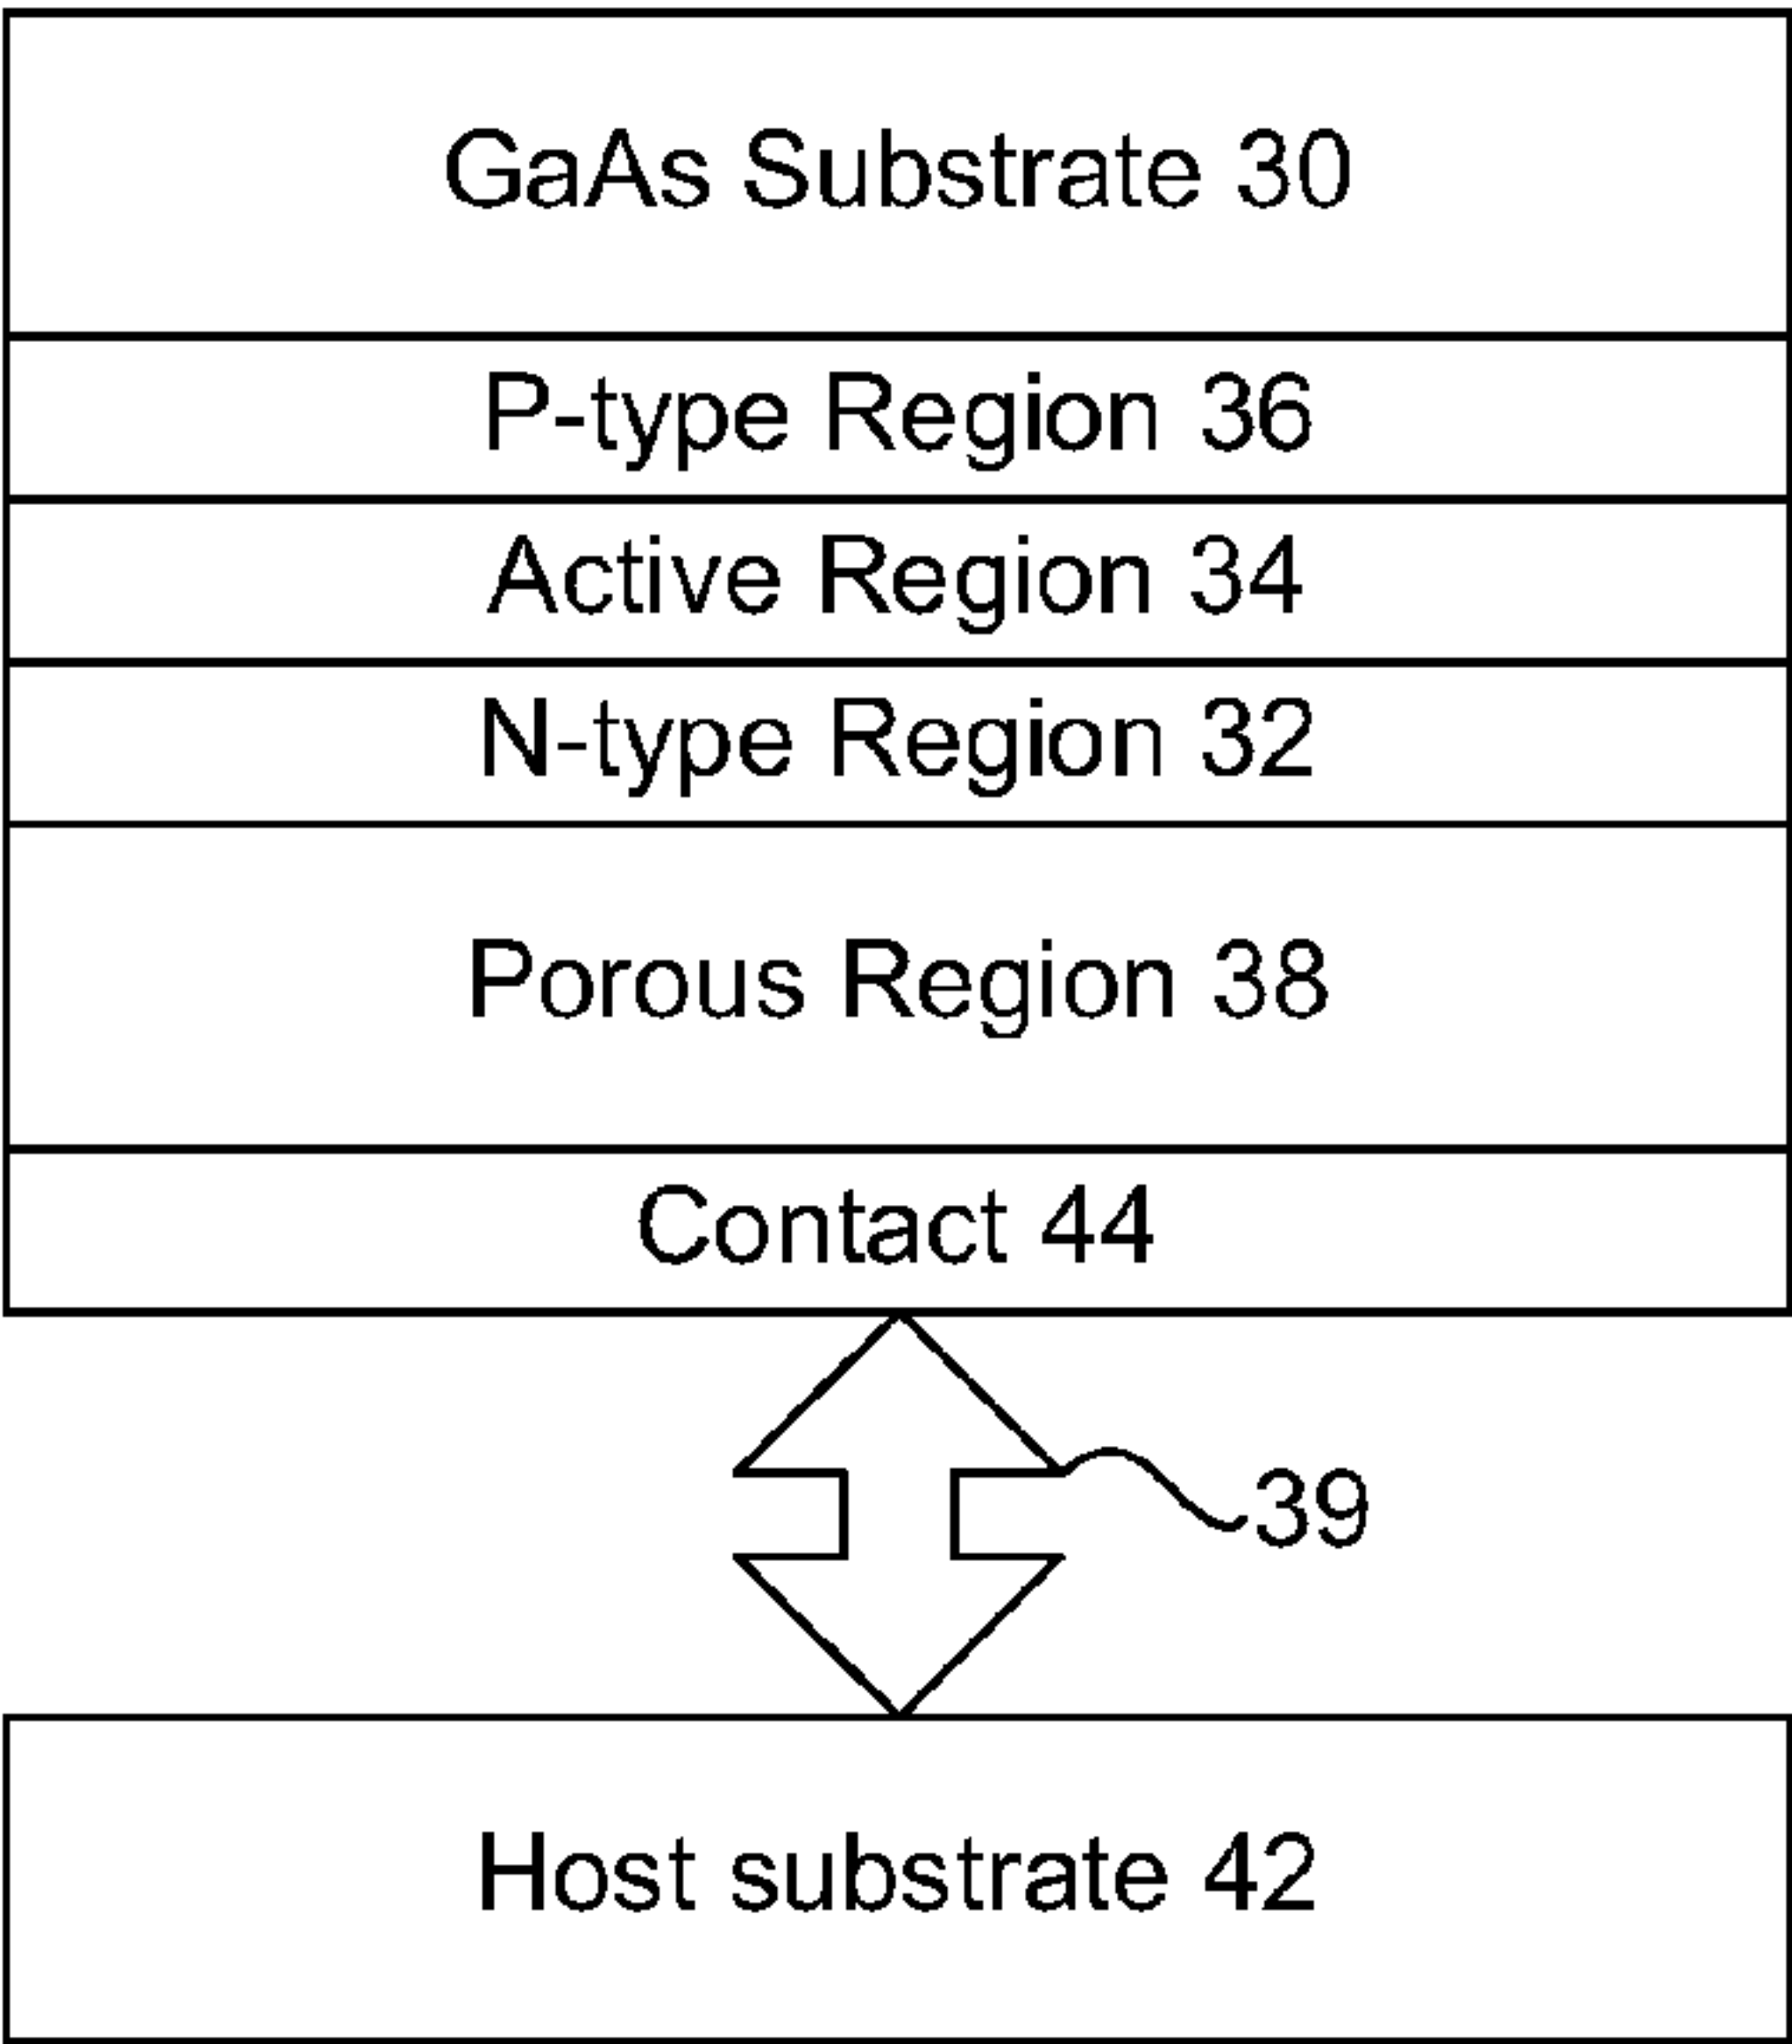 GaAs Substrate 30
P-type Region 36
Active Region 34
N-type Region 32
Porous Region 38
Contact 44
39
Host substrate 42